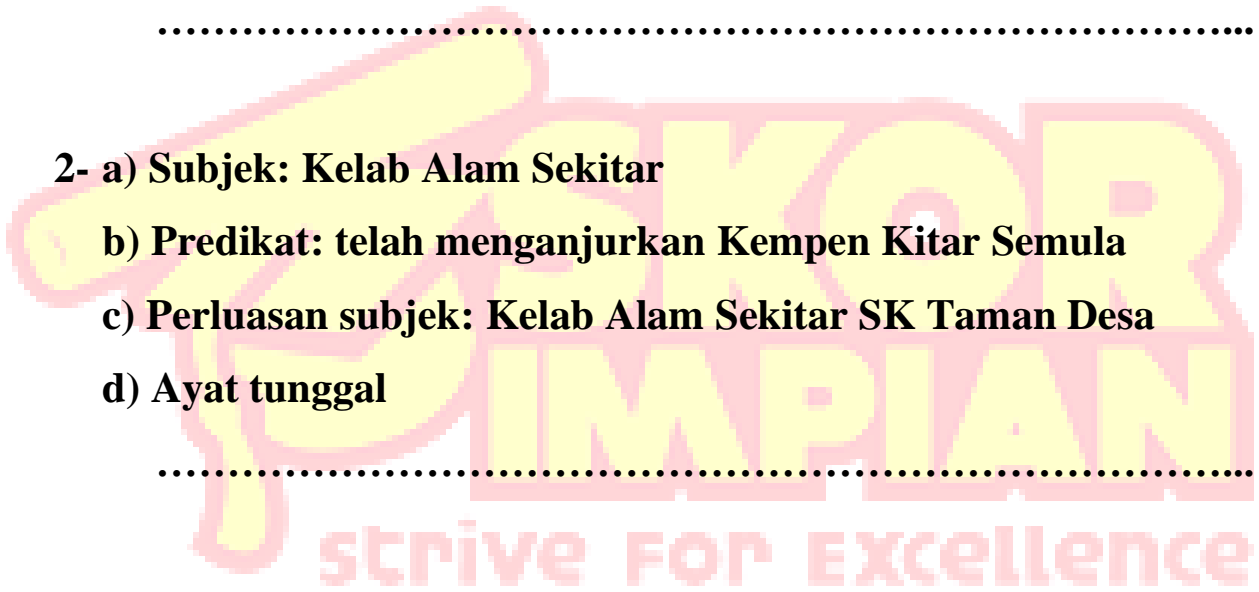 ……………………………………………………………………...
2- a) Subjek: Kelab Alam Sekitar
b) Predikat: telah menganjurkan Kempen Kitar Semula
c) Perluasan subjek: Kelab Alam Sekitar SK Taman Desa
d) Ayat tunggal
……………………………………………………………………...
SKOR
IMPIAN
strive for excellence